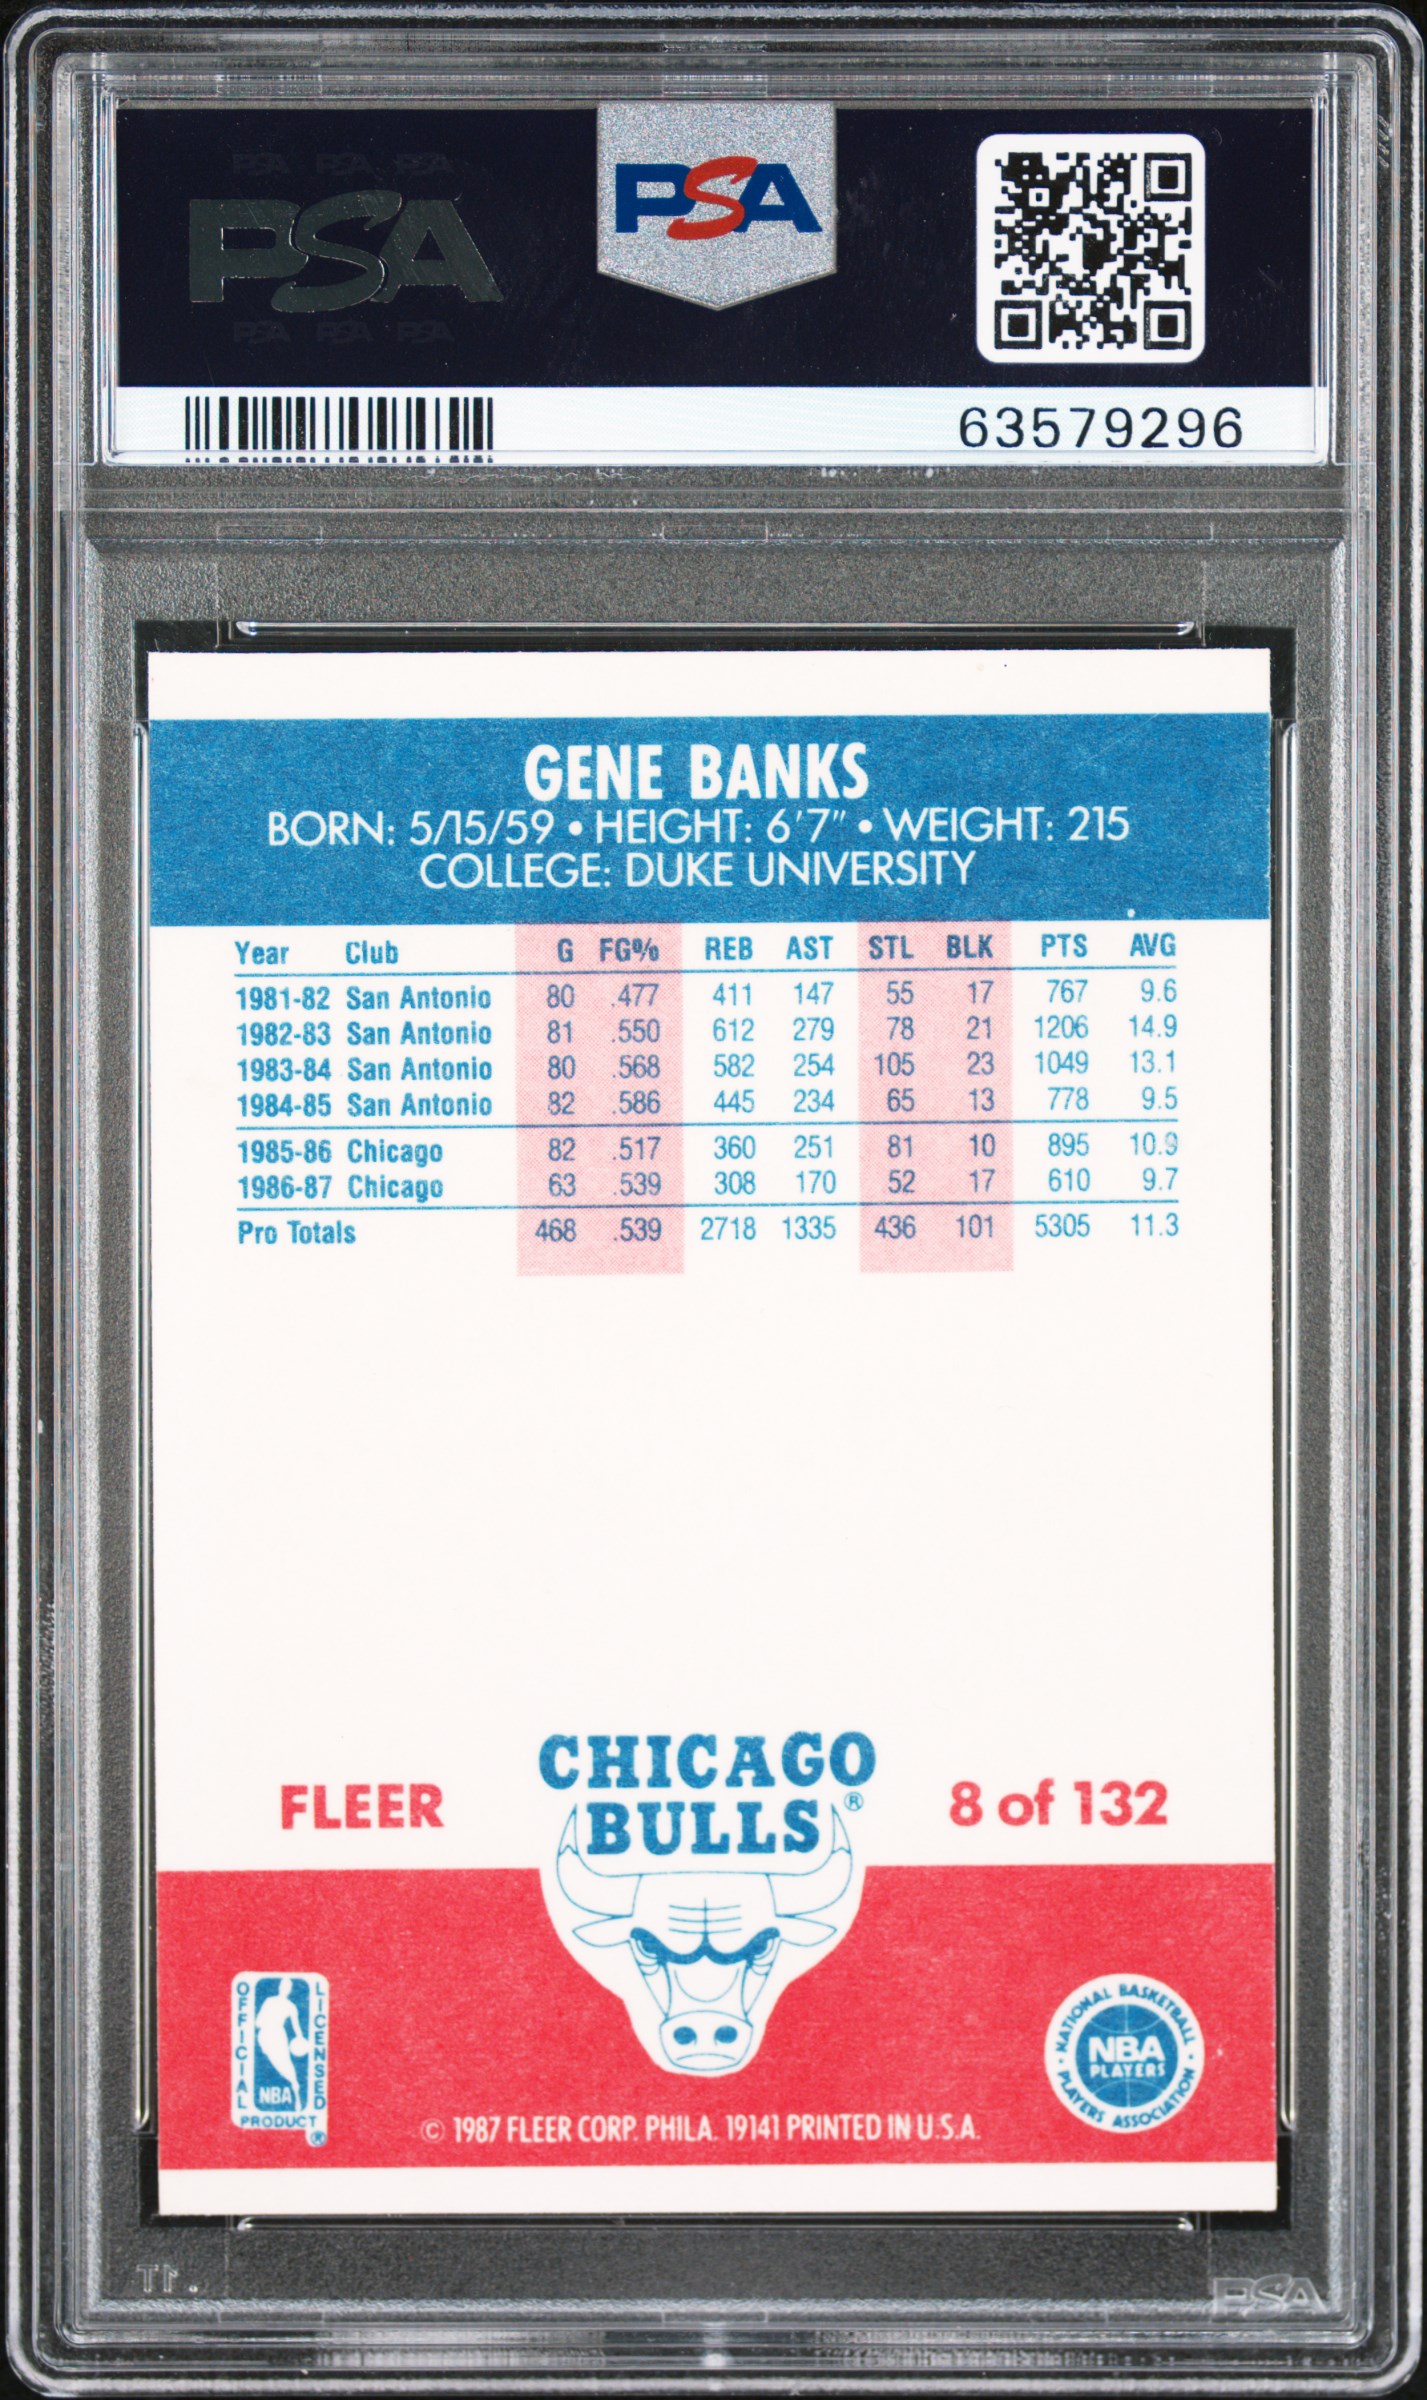 PSA PSA PSA
PSA
PSA PSA PSA
PSA
63579296
GENE BANKS
BORN: 5/15/59 • HEIGHT: 6'7" • WEIGHT: 215
COLLEGE: DUKE UNIVERSITY
Year Club G FG% REB AST STL BLK PTS AVG
1981-82 San Antonio 80 .477 411 147 55 17 767 9.6
1982-83 San Antonio 81 .550 612 279 78 21 1206 14.9
1983-84 San Antonio 80 .568 582 254 105 23 1049 13.1
1984-85 San Antonio 82 .586 445 234 65 13 778 9.5
1985-86 Chicago 82 .517 360 251 81 10 895 10.9
1986-87 Chicago 63 .539 308 170 52 17 610 9.7
Pro Totals 468 .539 2718 1335 436 101 5305 11.3
FLEER
CHICAGO
BULLS®
8 of 132
OFFICIAL LICENSED
NBA
PRODUCT ®
NATIONAL BASKETBALL
NBA
PLAYERS
PLAYERS ASSOCIATION
© 1987 FLEER CORP. PHILA. 19141 PRINTED IN U.S.A.
PSA